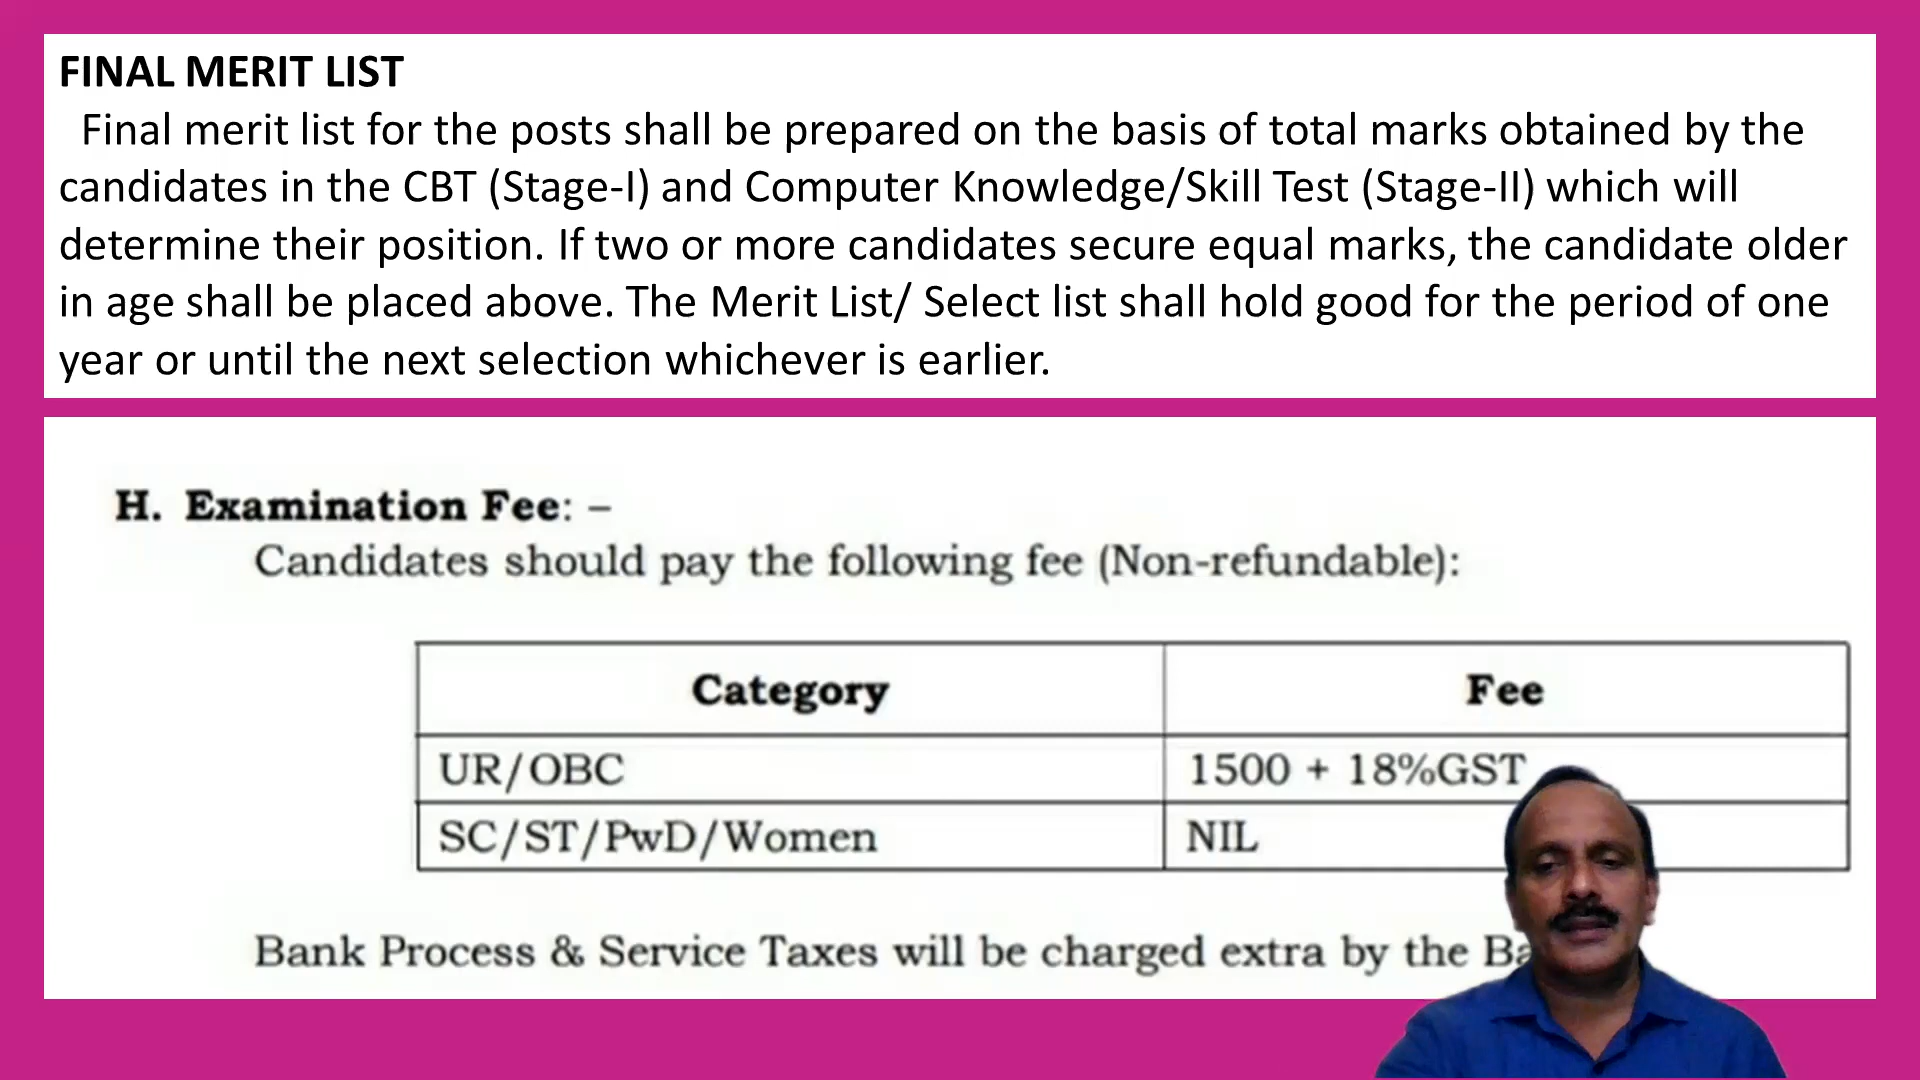 FINAL MERIT LIST
Final merit list for the posts shall be prepared on the basis of total marks obtained by the
candidates in the CBT (Stage-I) and Computer Knowledge/Skill Test (Stage-II) which will
determine their position. If two or more candidates secure equal marks, the candidate older
in age shall be placed above. The Merit List/ Select list shall hold good for the period of one
year or until the next selection whichever is earlier.
H. Examination Fee: –
Candidates should pay the following fee (Non-refundable):
Category Fee
UR/OBC 1500 + 18%GST
SC/ST/PwD/Women NIL
Bank Process & Service Taxes will be charged extra by the